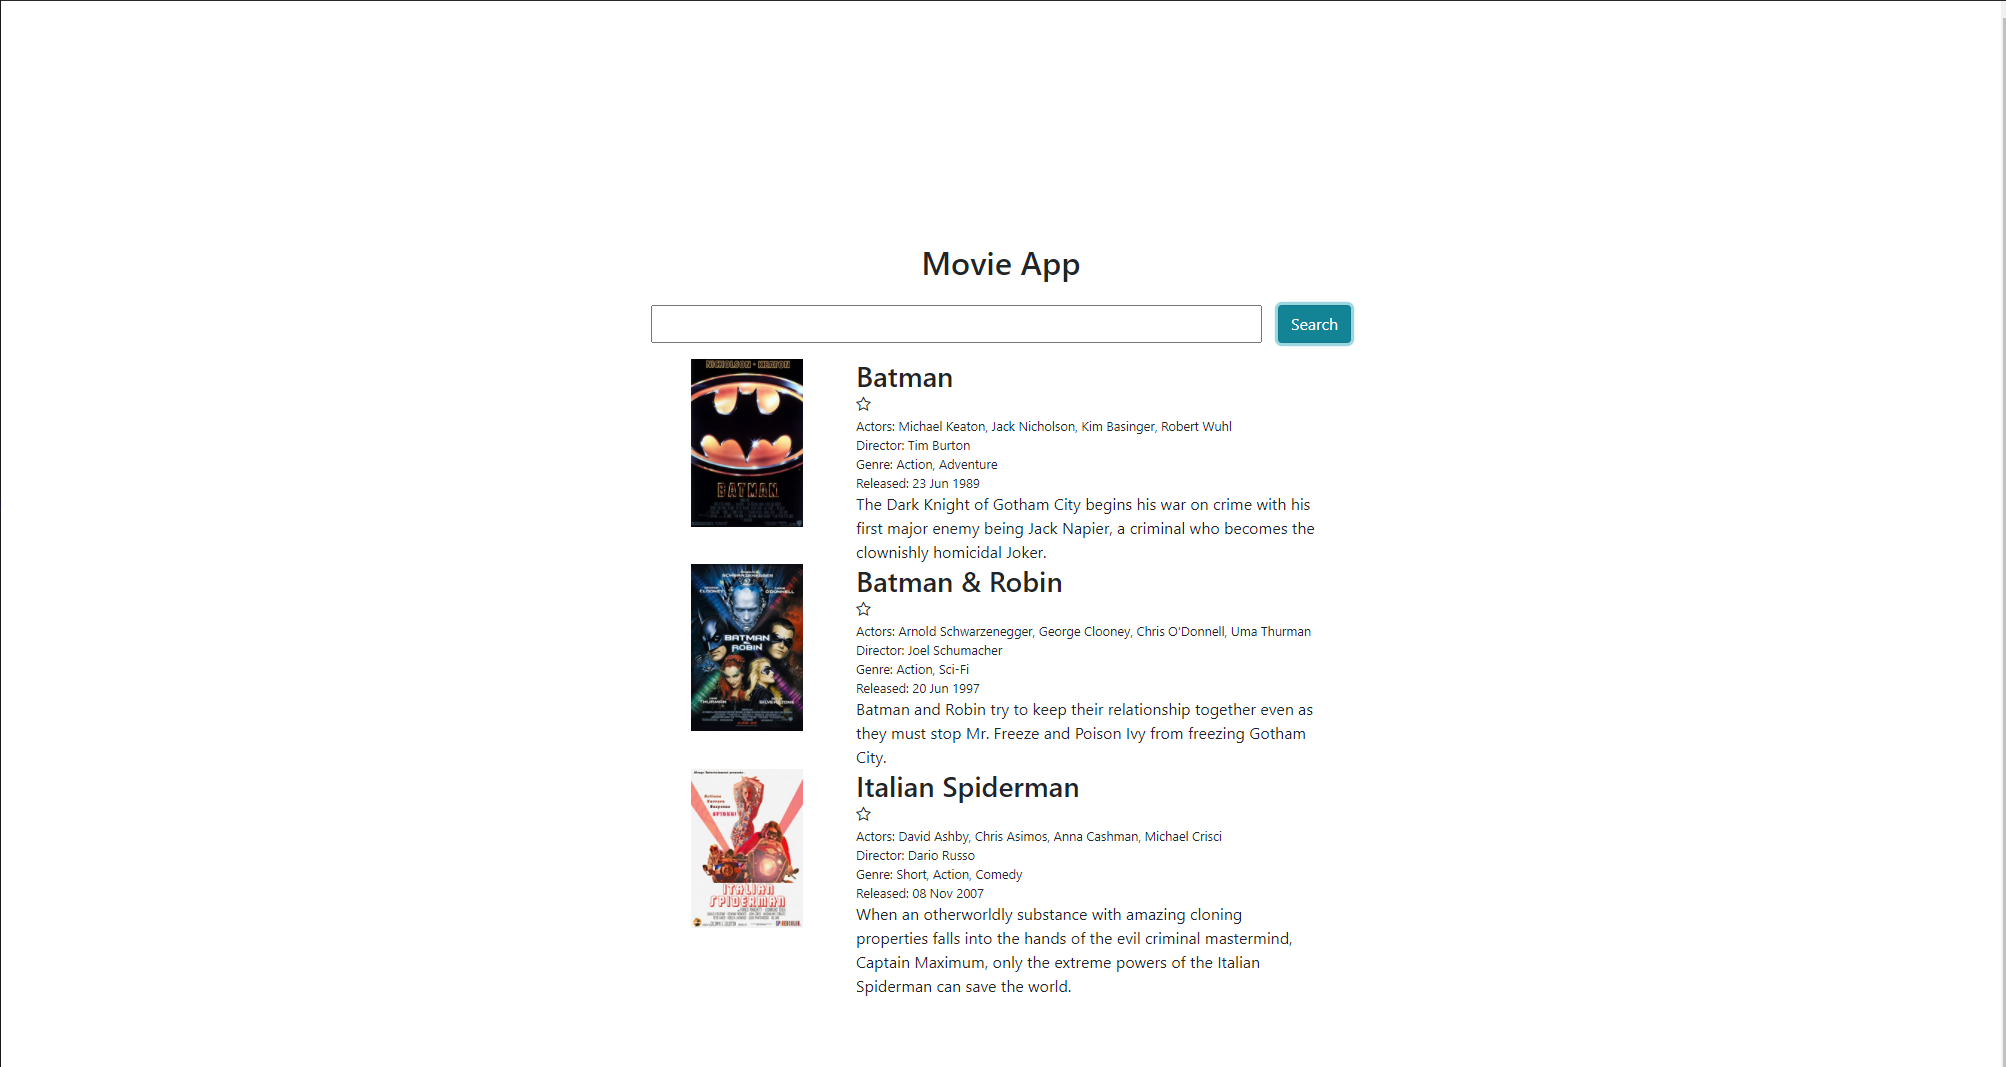 Movie App
Search
NICHOLSON • KEATON
BATMAN
Batman
Actors: Michael Keaton, Jack Nicholson, Kim Basinger, Robert Wuhl
Director: Tim Burton
Genre: Action, Adventure
Released: 23 Jun 1989
The Dark Knight of Gotham City begins his war on crime with his
first major enemy being Jack Napier, a criminal who becomes the
clownishly homicidal Joker.
SCHWARZENEGGER
CLOONEY
O'DONNELL
BATMAN
ROBIN
THURMAN
SILVERSTONE
Batman & Robin
Actors: Arnold Schwarzenegger, George Clooney, Chris O'Donnell, Uma Thurman
Director: Joel Schumacher
Genre: Action, Sci-Fi
Released: 20 Jun 1997
Batman and Robin try to keep their relationship together even as
they must stop Mr. Freeze and Poison Ivy from freezing Gotham
City.
ITALIAN
SPIDERMAN
Italian Spiderman
Actors: David Ashby, Chris Asimos, Anna Cashman, Michael Crisci
Director: Dario Russo
Genre: Short, Action, Comedy
Released: 08 Nov 2007
When an otherworldly substance with amazing cloning
properties falls into the hands of the evil criminal mastermind,
Captain Maximum, only the extreme powers of the Italian
Spiderman can save the world.